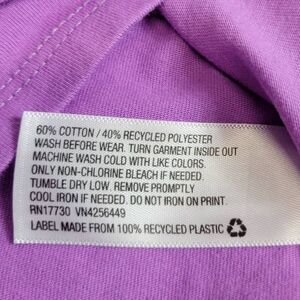 60% COTTON / 40% RECYCLED POLYESTER
WASH BEFORE WEAR. TURN GARMENT INSIDE OUT
MACHINE WASH COLD WITH LIKE COLORS.
ONLY NON-CHLORINE BLEACH IF NEEDED.
TUMBLE DRY LOW. REMOVE PROMPTLY
COOL IRON IF NEEDED. DO NOT IRON ON PRINT.
RN17730 VN4256449
LABEL MADE FROM 100% RECYCLED PLASTIC